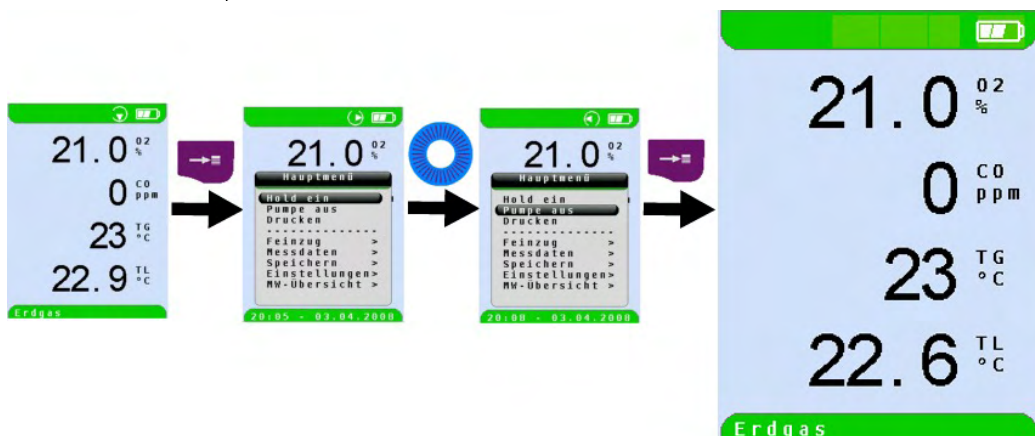 21.0 O2 %
0 CO ppm
23 TG °C
22.9 TL °C
Erdgas
21.0 O2 %
Hauptmenü
Hold ein
Pumpe aus
Drucken
---------------
Feinzug >
Messdaten >
Speichern >
Einstellungen>
MW-Übersicht >
20:05 - 03.04.2008
21.0 O2 %
Hauptmenü
Hold ein
Pumpe aus
Drucken
---------------
Feinzug >
Messdaten >
Speichern >
Einstellungen>
MW-Übersicht >
20:08 - 03.04.2008
21.0 O2 %
0 CO ppm
23 TG °C
22.6 TL °C
Erdgas